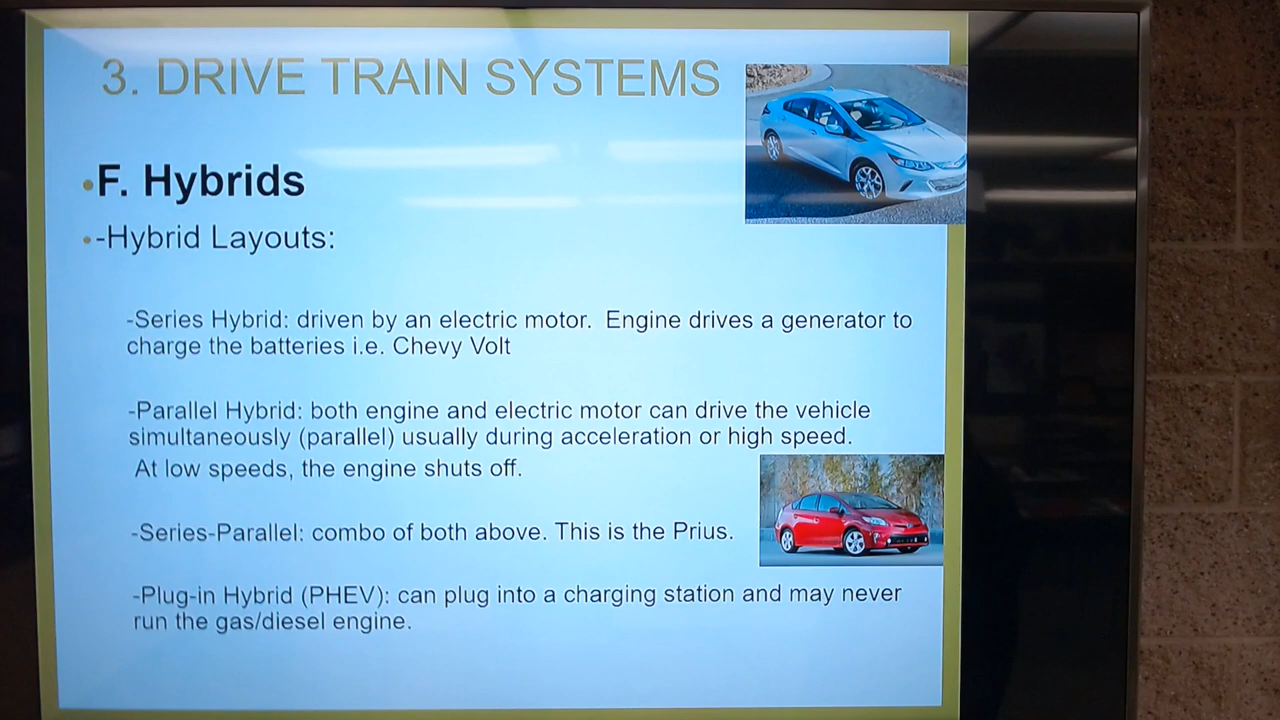 3. DRIVE TRAIN SYSTEMS
•F. Hybrids
•-Hybrid Layouts:
-Series Hybrid: driven by an electric motor.  Engine drives a generator to
charge the batteries i.e. Chevy Volt
-Parallel Hybrid: both engine and electric motor can drive the vehicle
simultaneously (parallel) usually during acceleration or high speed.
At low speeds, the engine shuts off.
-Series-Parallel: combo of both above. This is the Prius.
-Plug-in Hybrid (PHEV): can plug into a charging station and may never
run the gas/diesel engine.